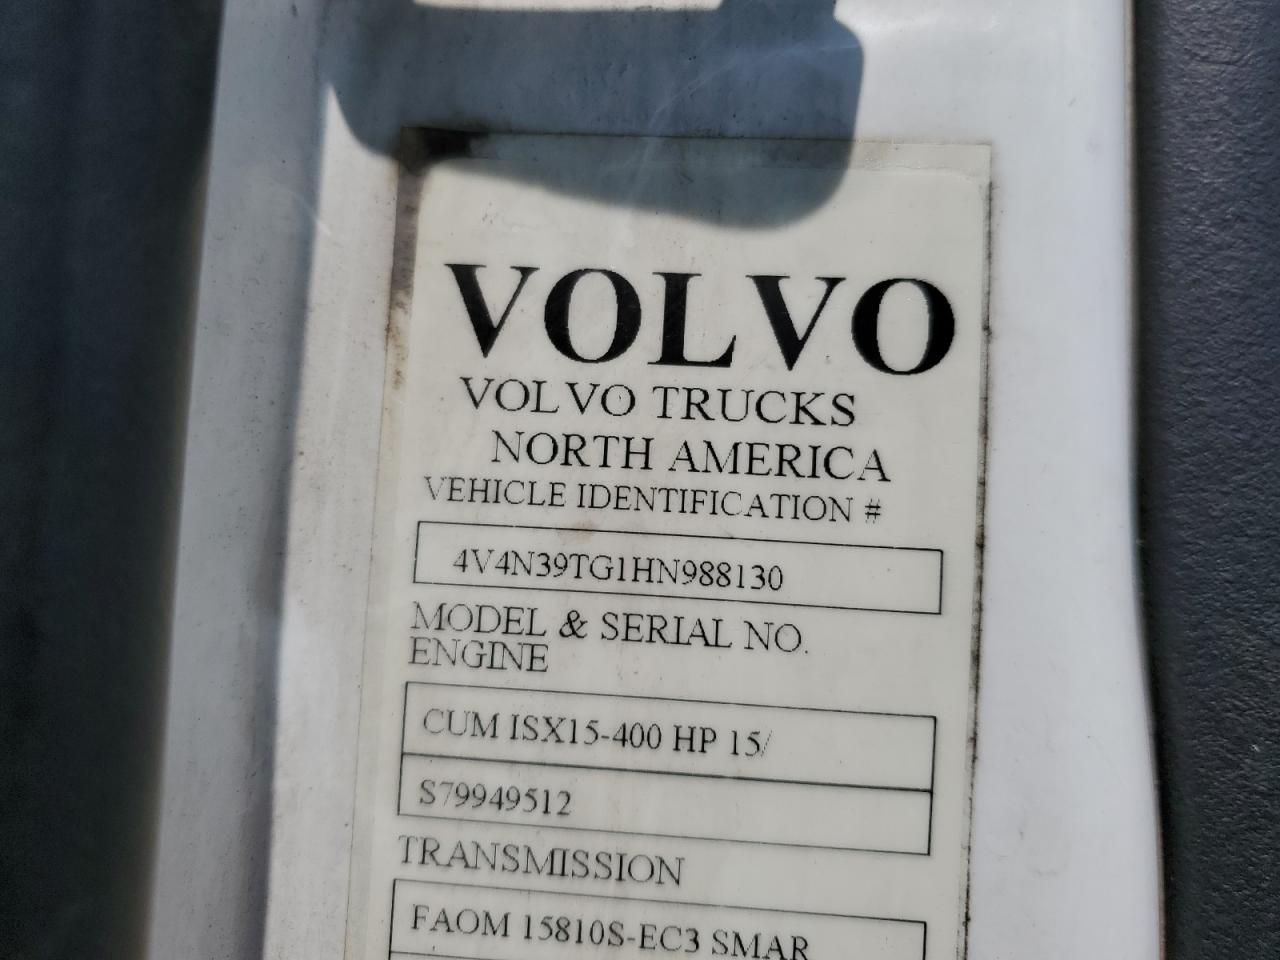 VOLVO
VOLVO TRUCKS
NORTH AMERICA
VEHICLE IDENTIFICATION #
4V4N39TG1HN988130
MODEL & SERIAL NO.
ENGINE
CUM ISX15-400 HP 15/
S79949512
TRANSMISSION
FAOM 15810S-EC3 SMAR